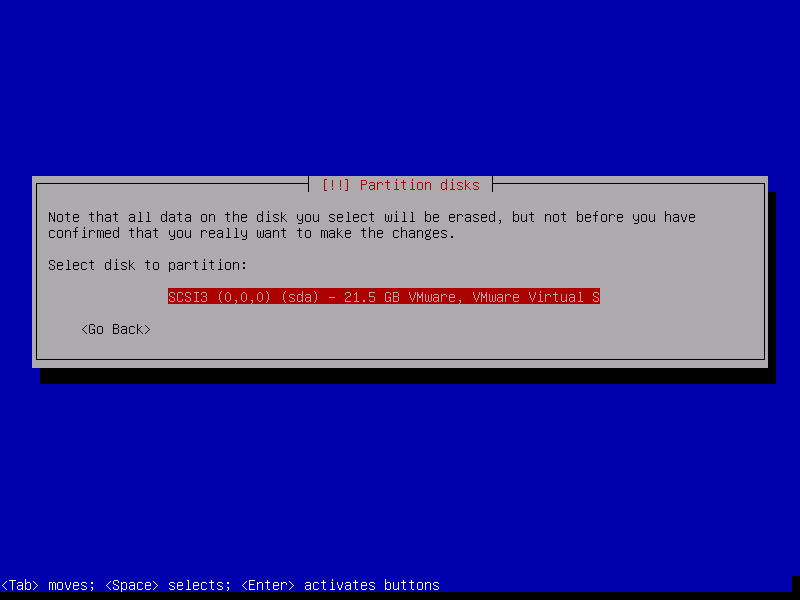 [!!] Partition disks
Note that all data on the disk you select will be erased, but not before you have
confirmed that you really want to make the changes.
Select disk to partition:
SCSI3 (0,0,0) (sda) - 21.5 GB VMware, VMware Virtual S
<Go Back>
<Tab> moves; <Space> selects; <Enter> activates buttons